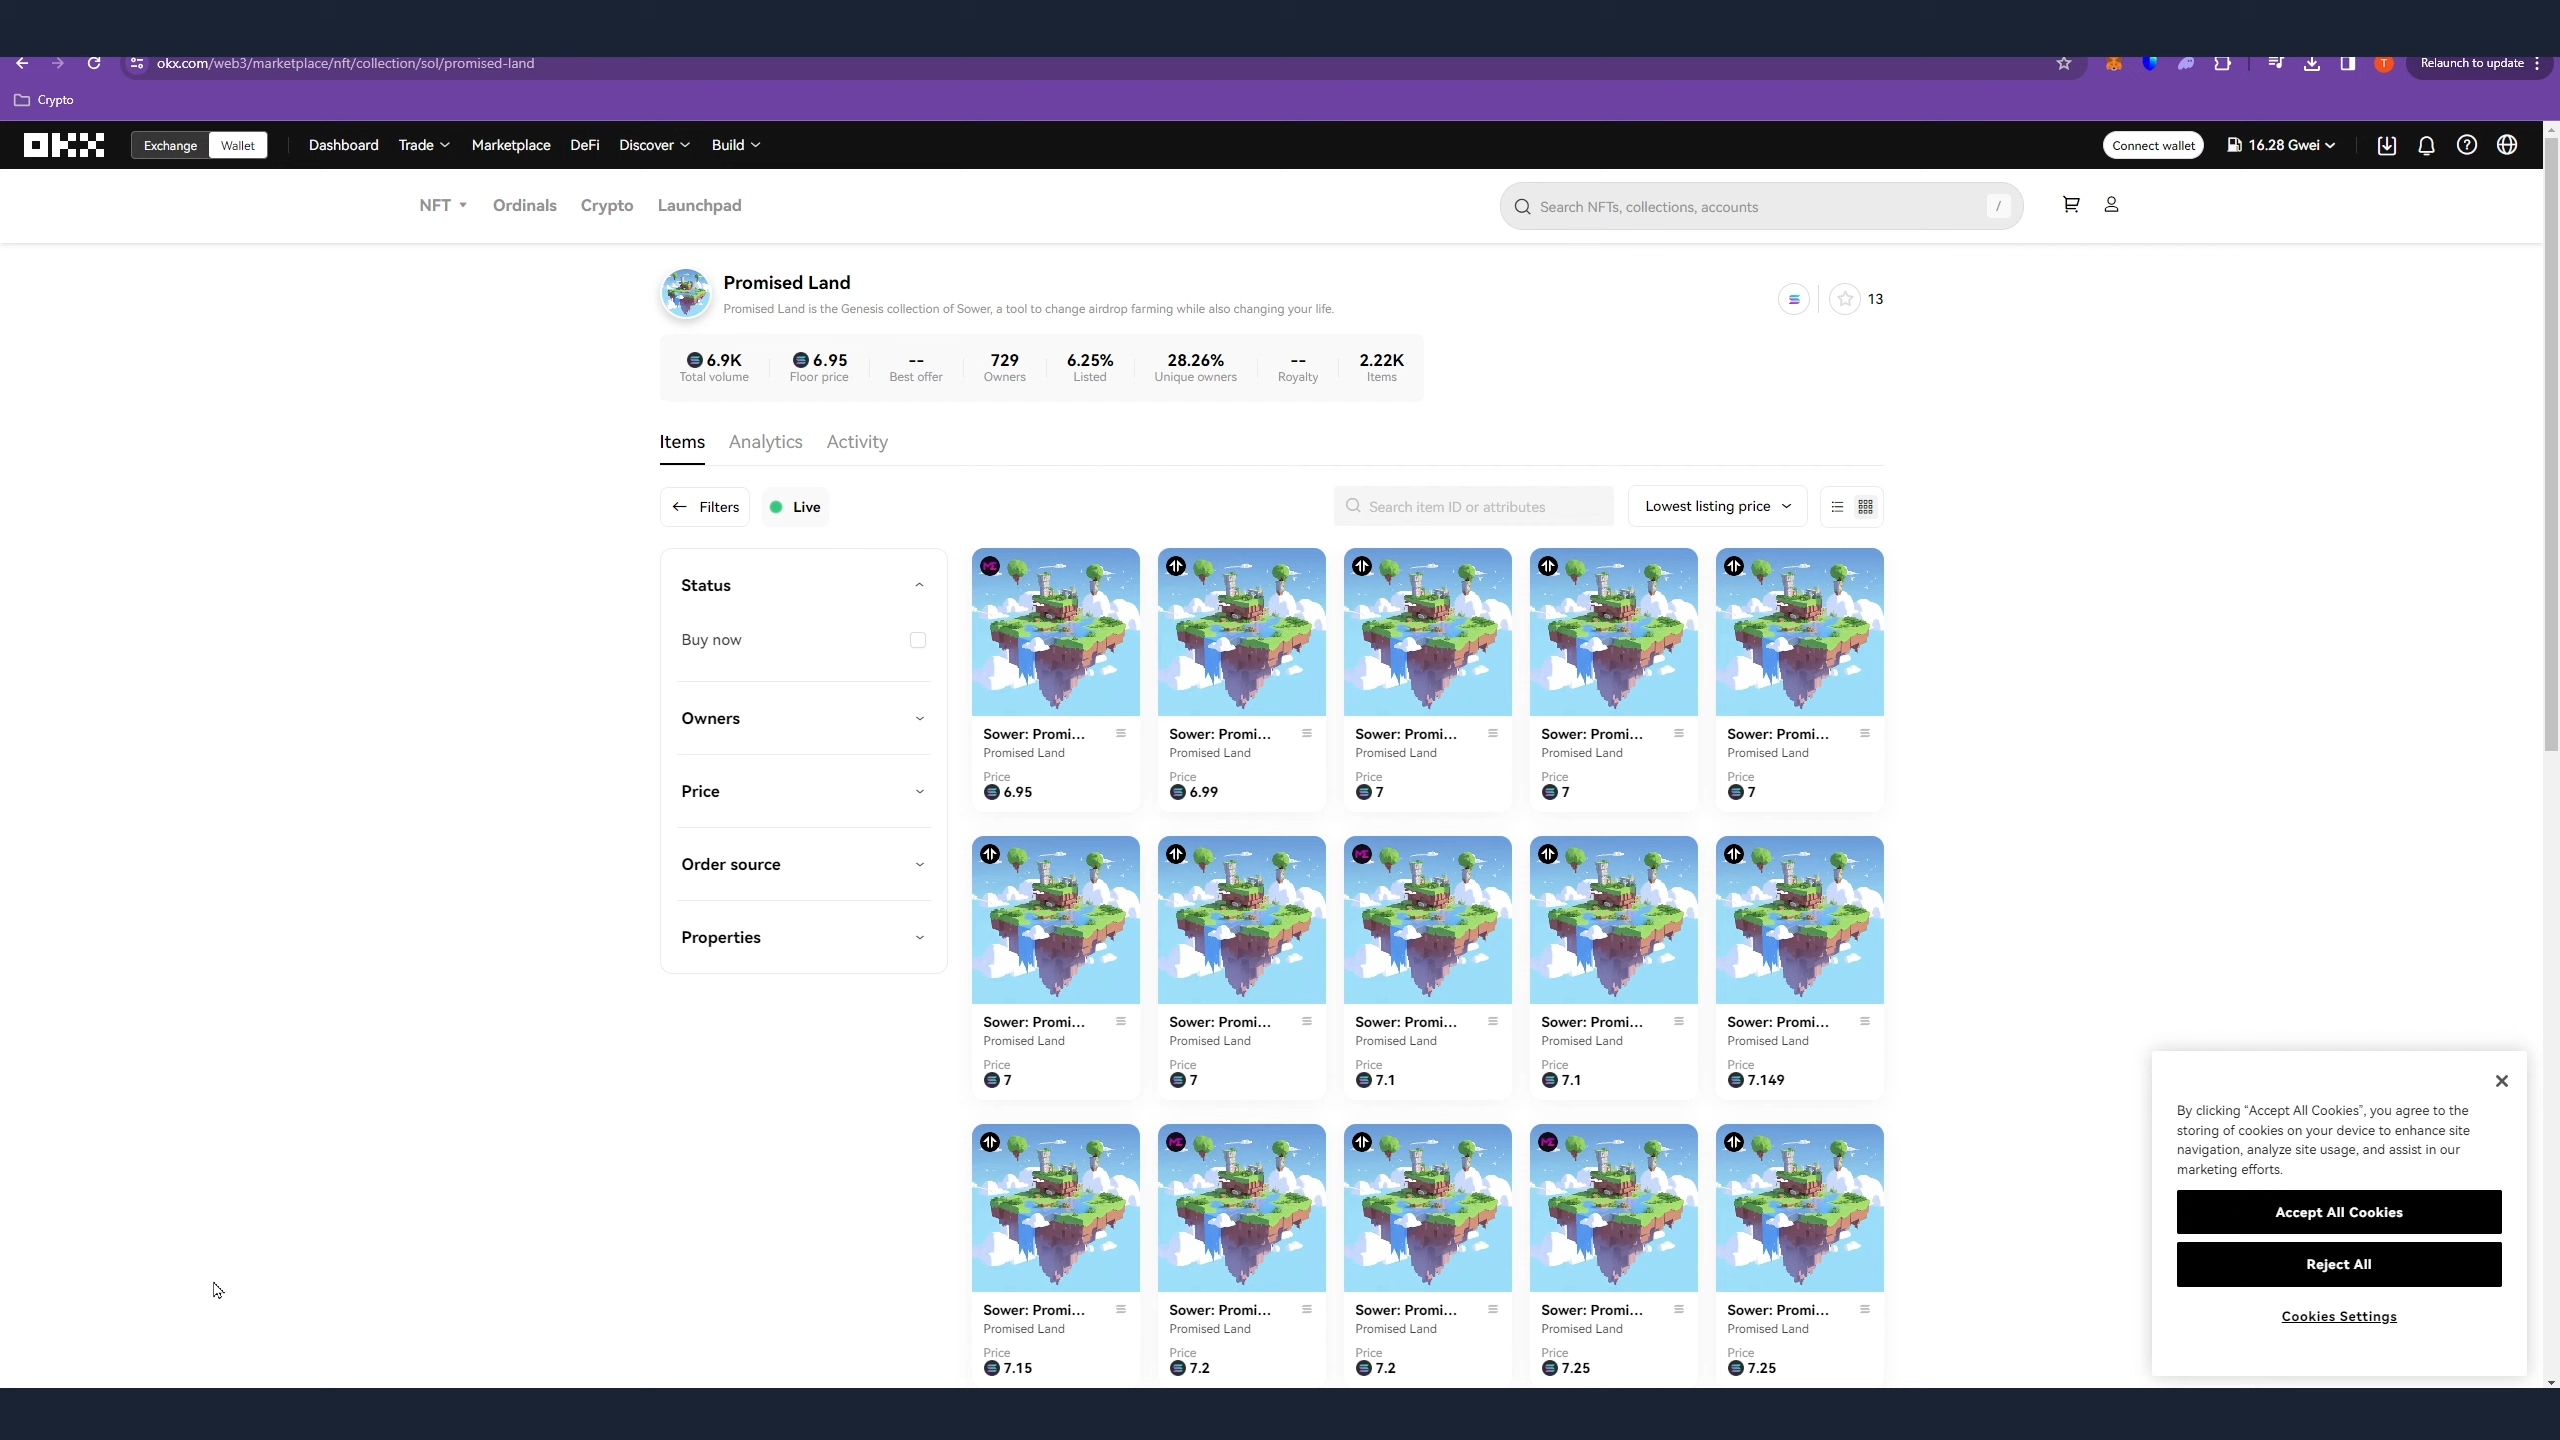 okx.com/web3/marketplace/nft/collection/sol/promised-land
T
Relaunch to update
Crypto
OKX
Exchange
Wallet
Dashboard
Trade
Marketplace
DeFi
Discover
Build
Connect wallet
16.28 Gwei
NFT
Ordinals
Crypto
Launchpad
Search NFTs, collections, accounts
/
Promised Land
Promised Land is the Genesis collection of Sower, a tool to change airdrop farming while also changing your life.
13
6.9K
Total volume
6.95
Floor price
--
Best offer
729
Owners
6.25%
Listed
28.26%
Unique owners
--
Royalty
2.22K
Items
Items
Analytics
Activity
Filters
Live
Search item ID or attributes
Lowest listing price
Status
Buy now
Owners
Price
Order source
Properties
ME
Sower: Promi...
Promised Land
Price
6.95
Sower: Promi...
Promised Land
Price
6.99
Sower: Promi...
Promised Land
Price
7
Sower: Promi...
Promised Land
Price
7
Sower: Promi...
Promised Land
Price
7
Sower: Promi...
Promised Land
Price
7
Sower: Promi...
Promised Land
Price
7
ME
Sower: Promi...
Promised Land
Price
7.1
Sower: Promi...
Promised Land
Price
7.1
Sower: Promi...
Promised Land
Price
7.149
Sower: Promi...
Promised Land
Price
7.15
ME
Sower: Promi...
Promised Land
Price
7.2
Sower: Promi...
Promised Land
Price
7.2
ME
Sower: Promi...
Promised Land
Price
7.25
Sower: Promi...
Promised Land
Price
7.25
By clicking “Accept All Cookies”, you agree to the
storing of cookies on your device to enhance site
navigation, analyze site usage, and assist in our
marketing efforts.
Accept All Cookies
Reject All
Cookies Settings